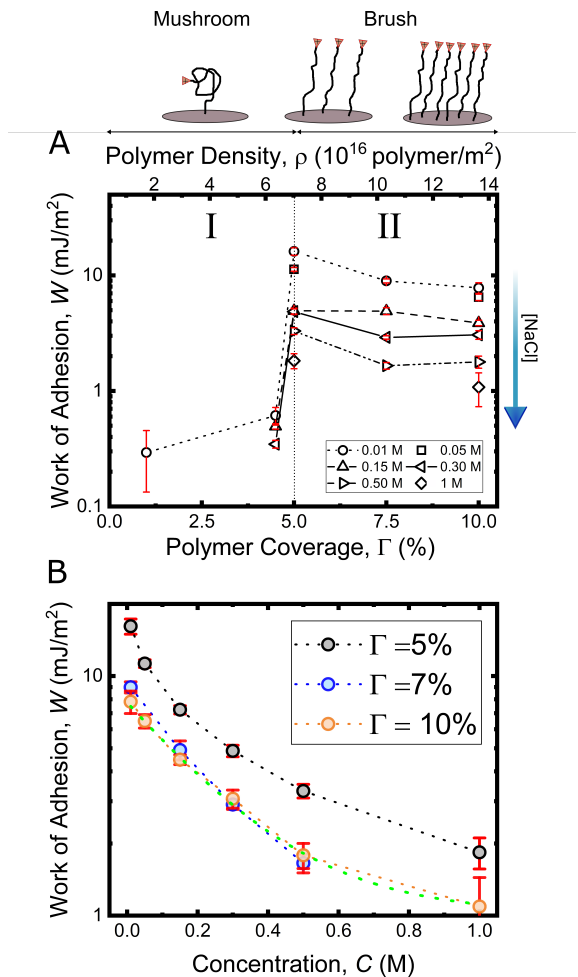 Mushroom Brush
A
Polymer Density, ρ (10¹⁶ polymer/m²)
2 4 6 8 10 12 14
I II
Work of Adhesion, W (mJ/m²)
10
1
0.1
[NaCl]
0.01 M 0.05 M
0.15 M 0.30 M
0.50 M 1 M
0.0 2.5 5.0 7.5 10.0
Polymer Coverage, Γ (%)
B
Work of Adhesion, W (mJ/m²)
10
1
Γ =5%
Γ =7%
Γ = 10%
0.0 0.2 0.4 0.6 0.8 1.0
Concentration, C (M)